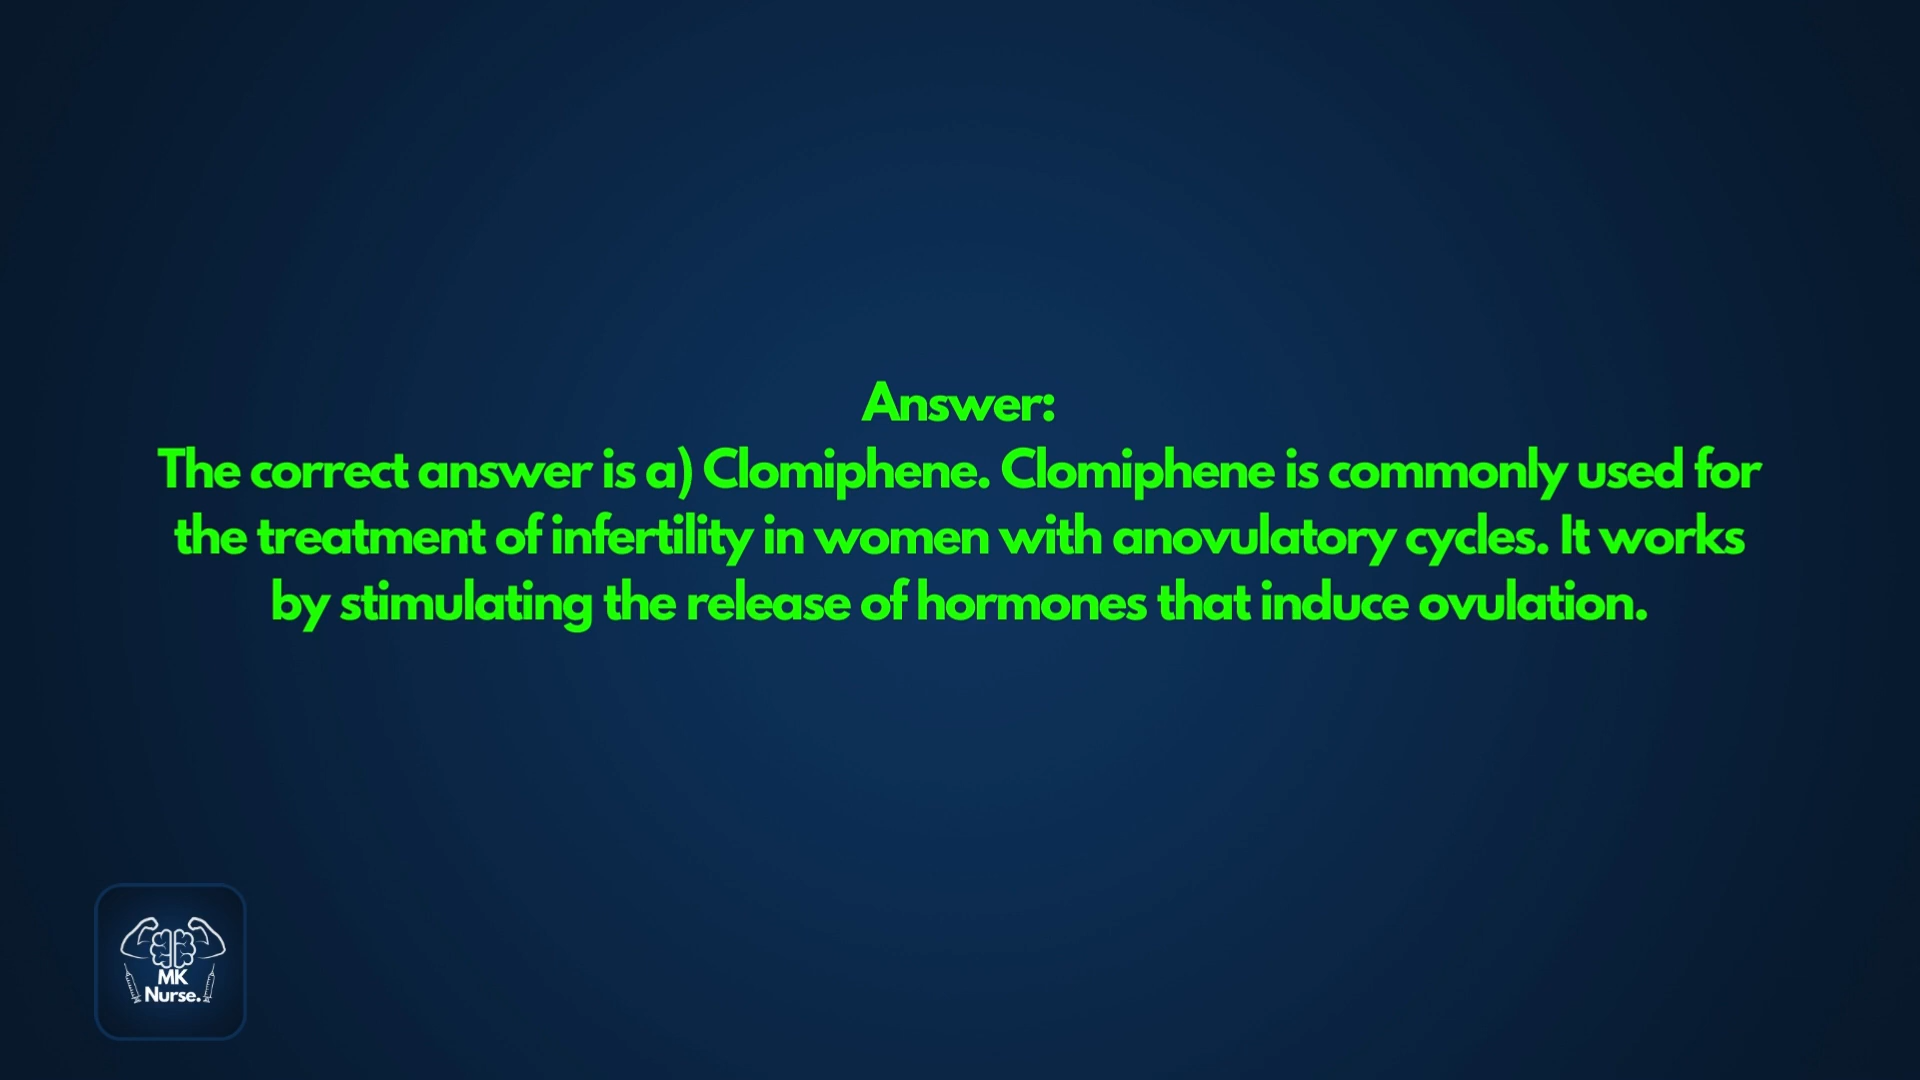 Answer:
The correct answer is a) Clomiphene. Clomiphene is commonly used for
the treatment of infertility in women with anovulatory cycles. It works
by stimulating the release of hormones that induce ovulation.
MK
Nurse.